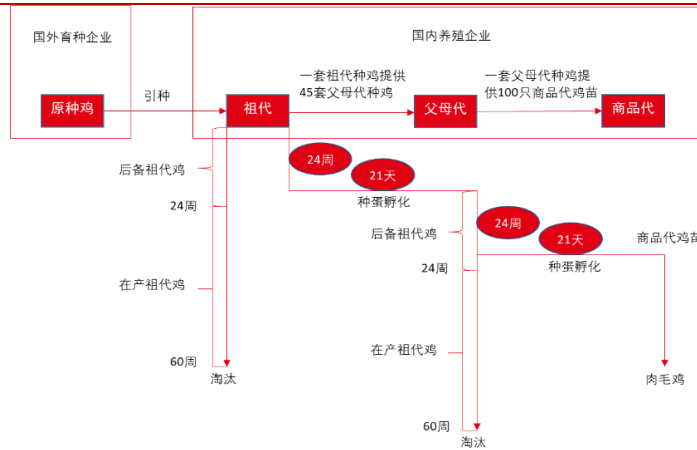 国外育种企业
国内养殖企业
原种鸡
引种
祖代
一套祖代种鸡提供
45套父母代种鸡
父母代
一套父母代种鸡提
供100只商品代鸡苗
商品代
后备祖代鸡
24周
21天
种蛋孵化
24周
后备祖代鸡
24周
21天
商品代鸡苗
种蛋孵化
24周
在产祖代鸡
在产祖代鸡
60周
淘汰
肉毛鸡
60周
淘汰